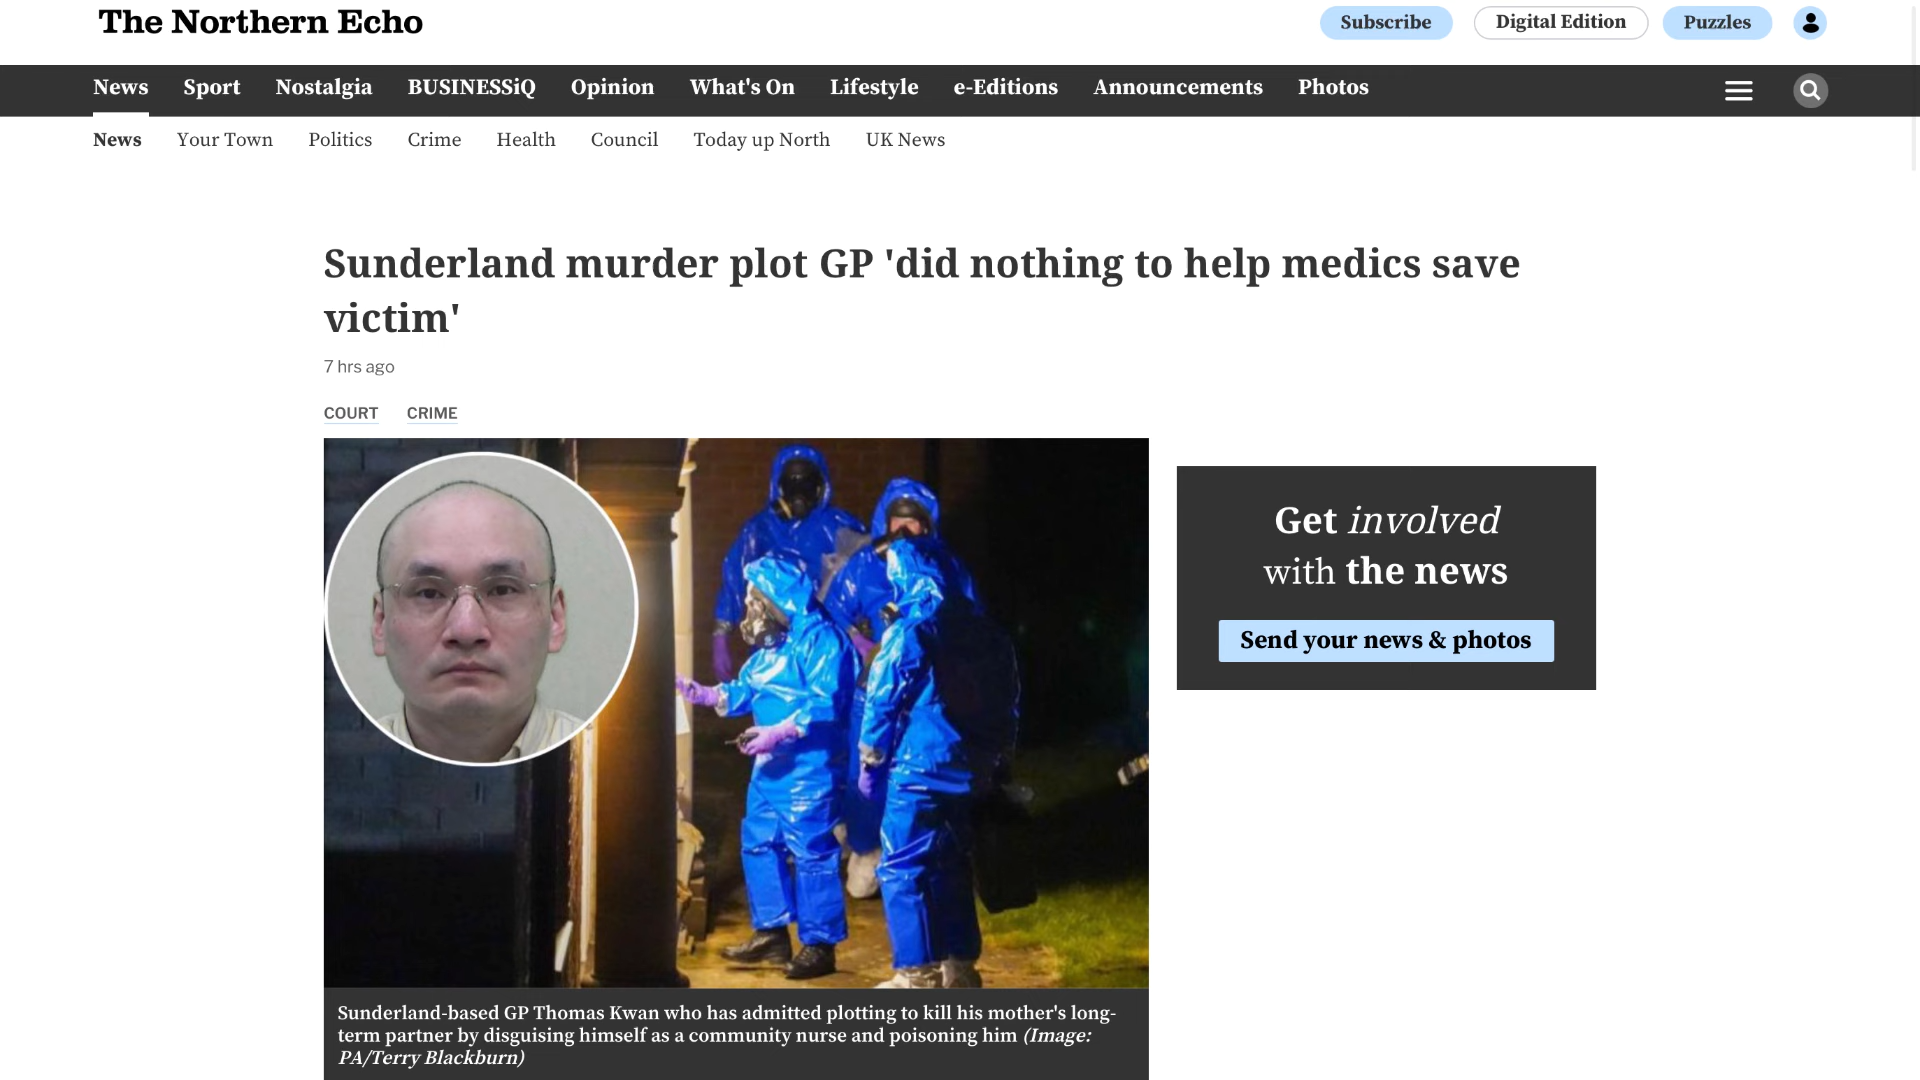 The Northern Echo
Subscribe
Digital Edition
Puzzles
News Sport Nostalgia BUSINESSiQ Opinion What's On Lifestyle e-Editions Announcements Photos
News Your Town Politics Crime Health Council Today up North UK News
Sunderland murder plot GP 'did nothing to help medics save
victim'
7 hrs ago
COURT CRIME
Get involved
with the news
Send your news & photos
Sunderland-based GP Thomas Kwan who has admitted plotting to kill his mother's long-
term partner by disguising himself as a community nurse and poisoning him (Image:
PA/Terry Blackburn)